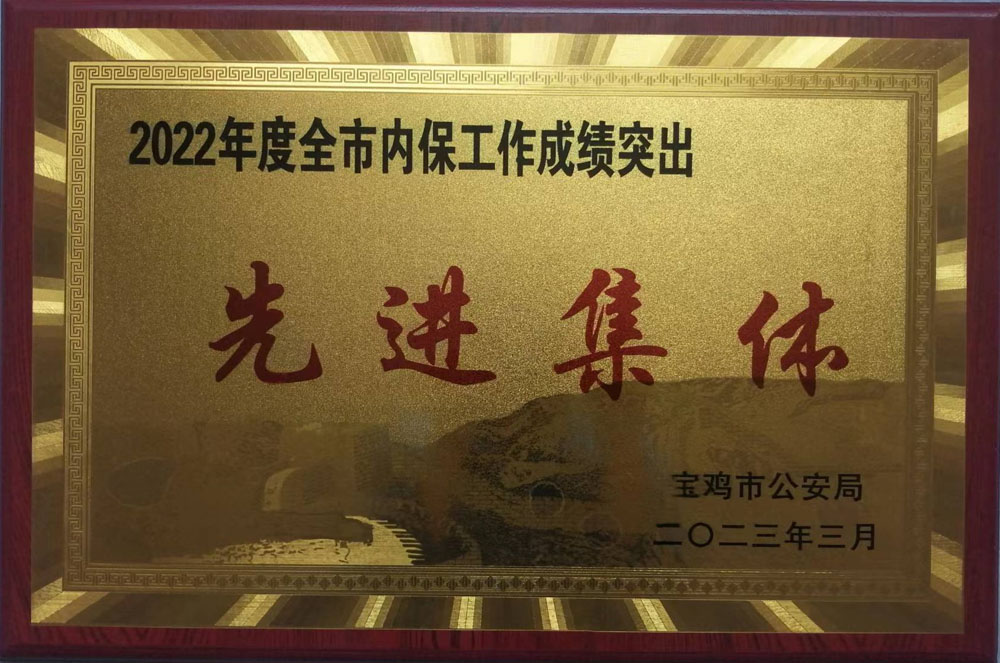 2022年度全市内保工作成绩突出
先进集体
宝鸡市公安局
二〇二三年三月